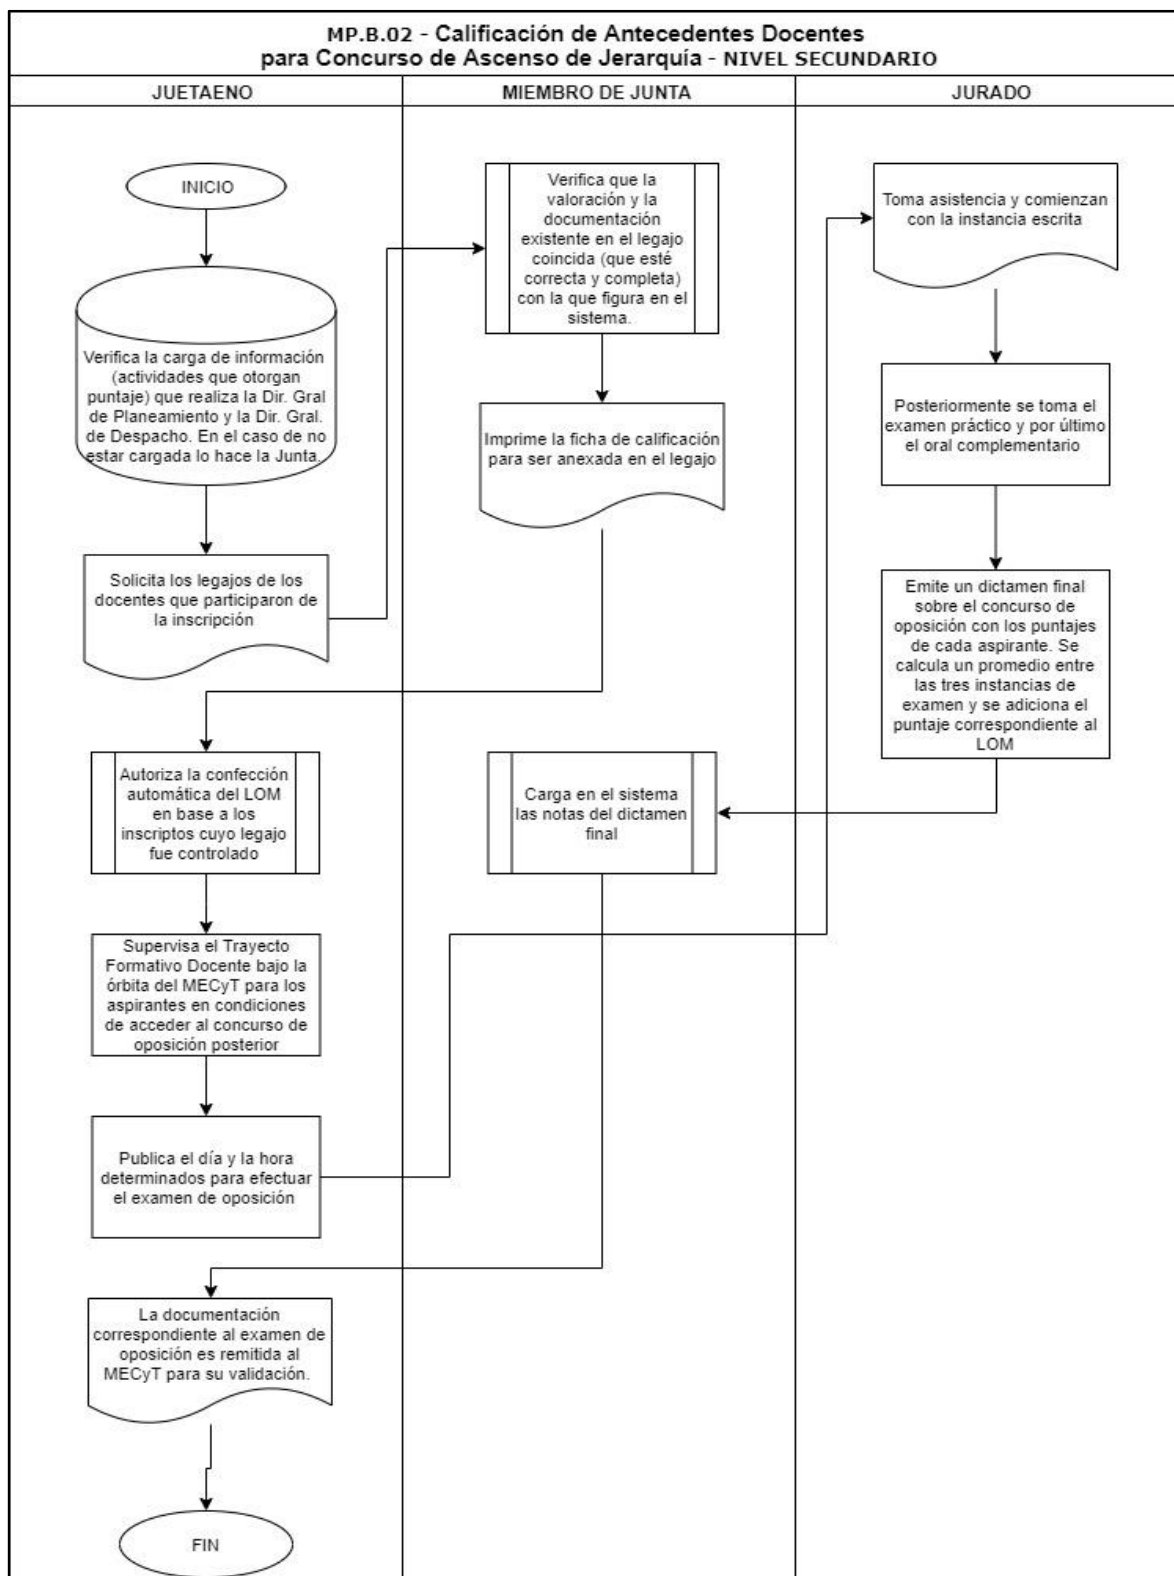 MP.B.02 - Calificación de Antecedentes Docentes
para Concurso de Ascenso de Jerarquía - NIVEL SECUNDARIO
JUETAENO
MIEMBRO DE JUNTA
JURADO
INICIO
Verifica la carga de información
(actividades que otorgan
puntaje) que realiza la Dir. Gral
de Planeamiento y la Dir. Gral.
de Despacho. En el caso de no
estar cargada lo hace la Junta.
Solicita los legajos de los
docentes que participaron de
la inscripción
Verifica que la
valoración y la
documentación
existente en el legajo
coincida (que esté
correcta y completa)
con la que figura en el
sistema.
Imprime la ficha de calificación
para ser anexada en el legajo
Autoriza la confección
automática del LOM
en base a los
inscriptos cuyo legajo
fue controlado
Supervisa el Trayecto
Formativo Docente bajo la
órbita del MECyT para los
aspirantes en condiciones
de acceder al concurso de
oposición posterior
Publica el día y la hora
determinados para efectuar
el examen de oposición
Toma asistencia y comienzan
con la instancia escrita
Posteriormente se toma el
examen práctico y por último
el oral complementario
Emite un dictamen final
sobre el concurso de
oposición con los puntajes
de cada aspirante. Se
calcula un promedio entre
las tres instancias de
examen y se adiciona el
puntaje correspondiente al
LOM
Carga en el sistema
las notas del dictamen
final
La documentación
correspondiente al examen de
oposición es remitida al
MECyT para su validación.
FIN